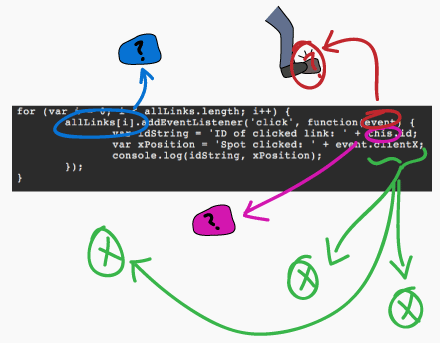 ?
for (var i = 0; i < allLinks.length; i++) {
allLinks[i].addEventListener('click', function(event) {
var idString = 'ID of clicked link: ' + this.id;
var xPosition = 'Spot clicked: ' + event.clientX;
console.log(idString, xPosition);
});
}
?
X
X
X